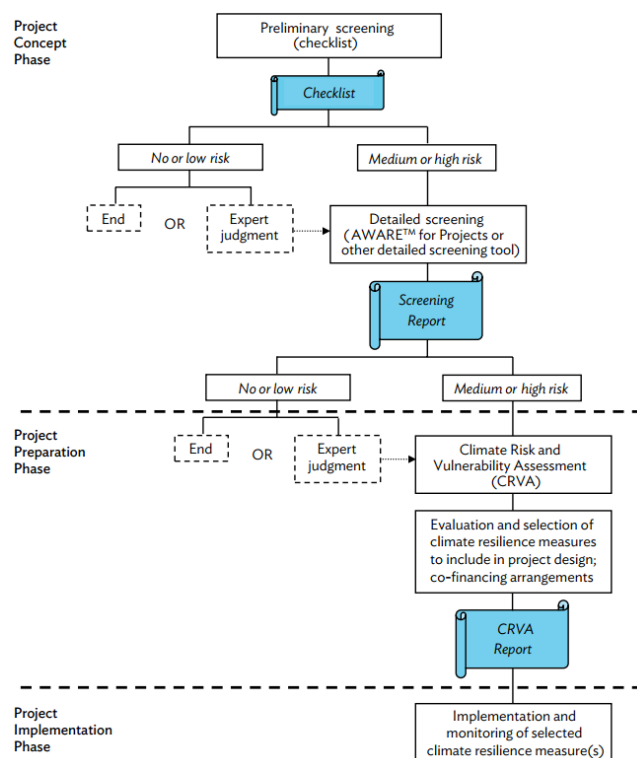 Project
Concept
Phase
Preliminary screening
(checklist)
Checklist
No or low risk
Medium or high risk
End
OR
Expert
judgment
Detailed screening
(AWARE™ for Projects or
other detailed screening tool)
Screening
Report
No or low risk
Medium or high risk
Project
Preparation
Phase
End
OR
Expert
judgment
Climate Risk and
Vulnerability Assessment
(CRVA)
Evaluation and selection of
climate resilience measures
to include in project design;
co-financing arrangements
CRVA
Report
Project
Implementation
Phase
Implementation and
monitoring of selected
climate resilience measure(s)